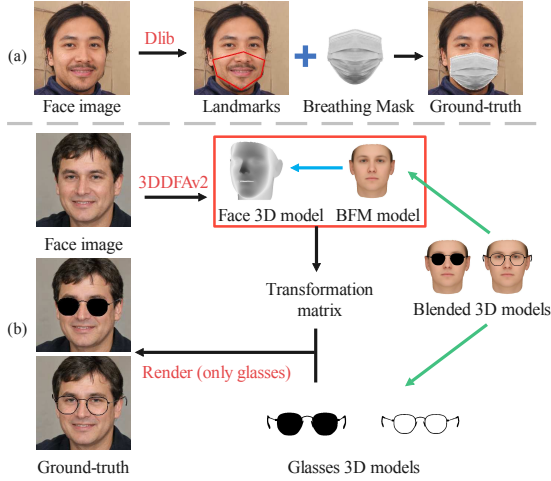 (a)
Dlib
Face image
Landmarks
Breathing Mask
Ground-truth
3DDFAv2
Face 3D model
BFM model
Face image
Transformation
matrix
Blended 3D models
(b)
Render (only glasses)
Ground-truth
Glasses 3D models